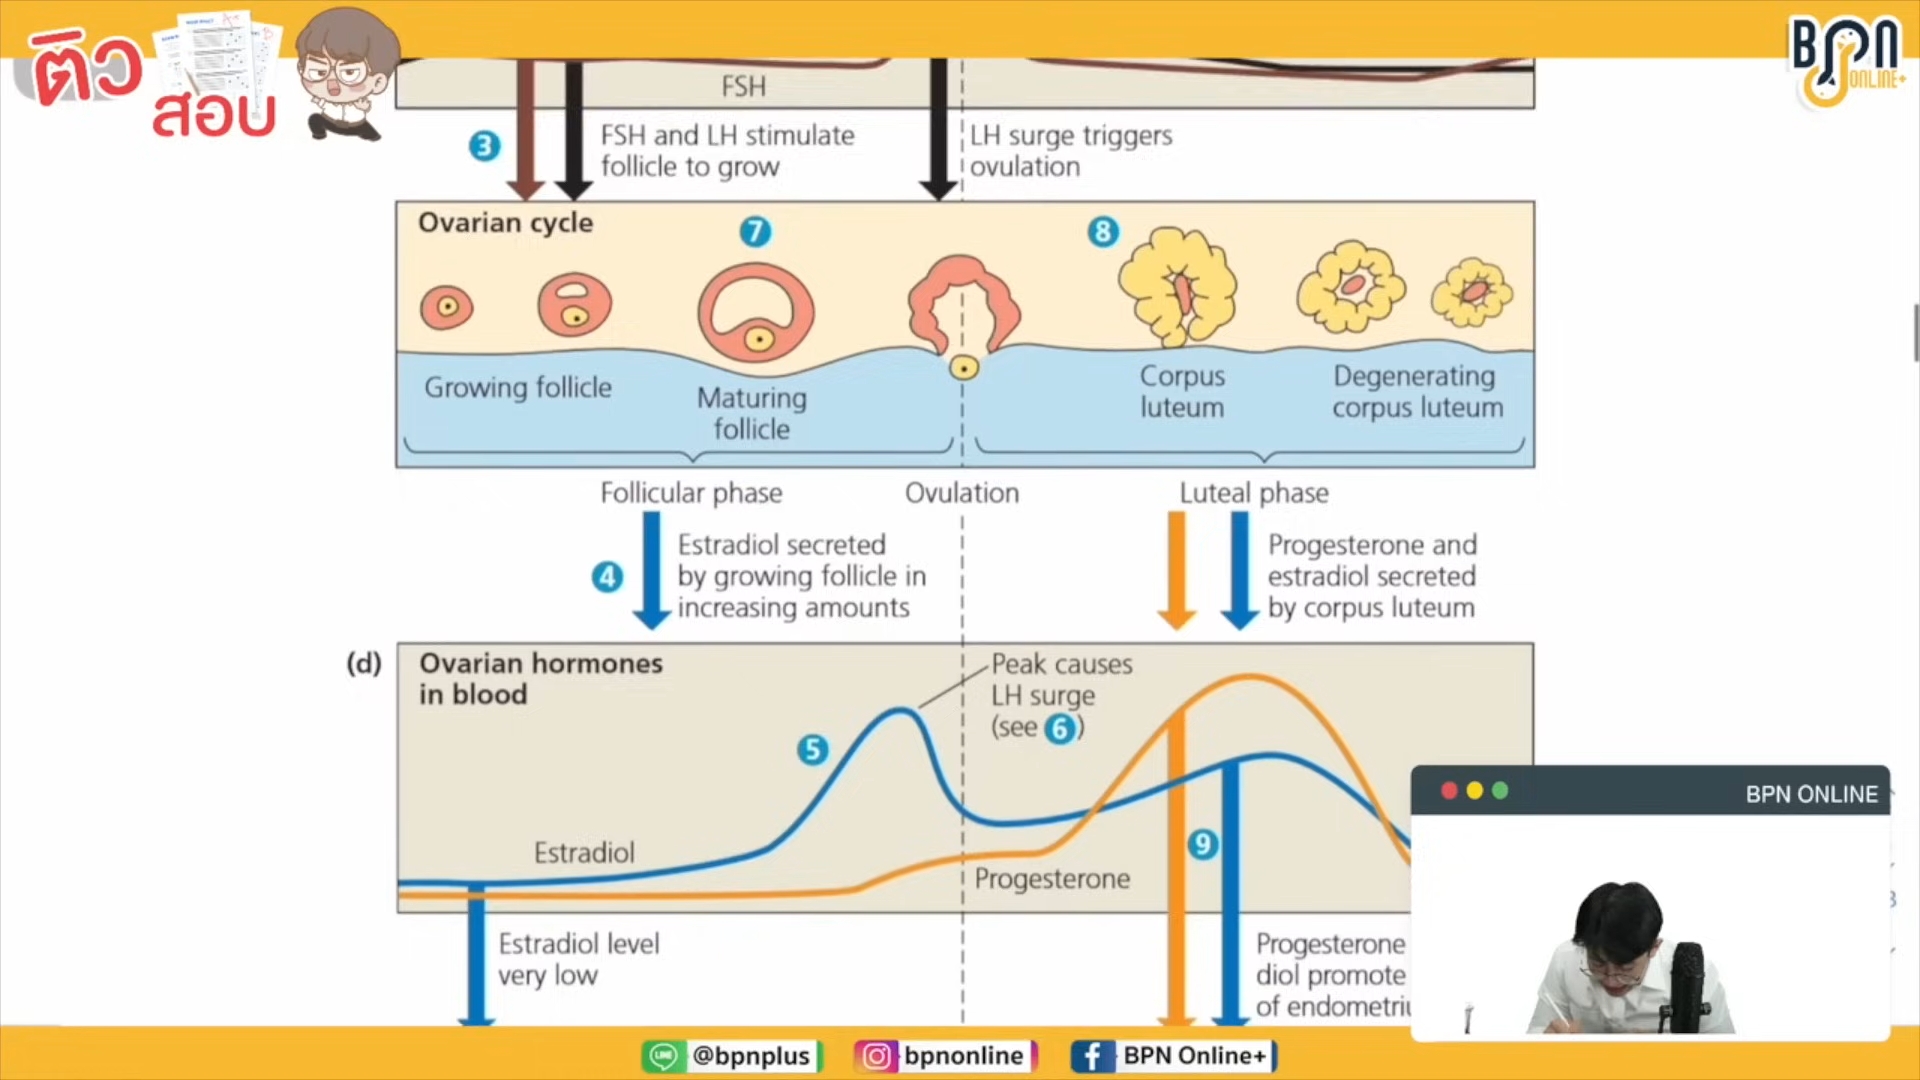 ติว
สอบ
BPN
ONLINE+
FSH
3
FSH and LH stimulate
follicle to grow
LH surge triggers
ovulation
Ovarian cycle
7
8
Growing follicle
Maturing
follicle
Corpus
luteum
Degenerating
corpus luteum
Follicular phase
Ovulation
Luteal phase
4
Estradiol secreted
by growing follicle in
increasing amounts
Progesterone and
estradiol secreted
by corpus luteum
(d)
Ovarian hormones
in blood
Peak causes
LH surge
(see 6)
5
Estradiol
9
Progesterone
Estradiol level
very low
Progesterone
diol promote
of endometriu
BPN ONLINE
LINE
@bpnplus
bpnonline
BPN Online+